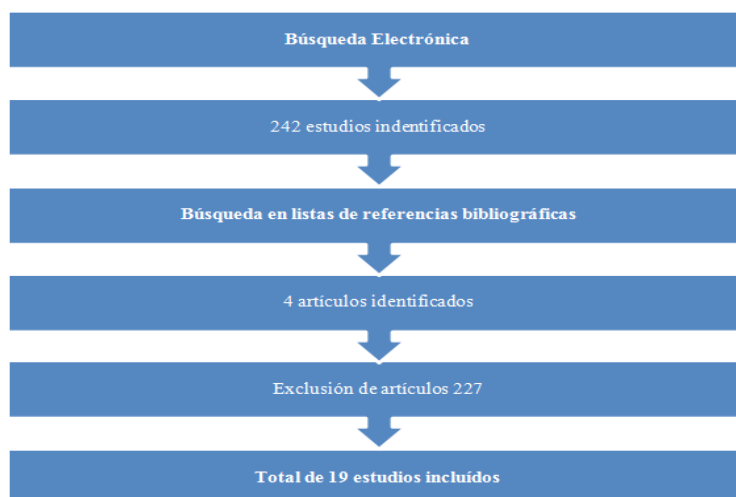 Búsqueda Electrónica
242 estudios indentificados
Búsqueda en listas de referencias bibliográficas
4 artículos identificados
Exclusión de artículos 227
Total de 19 estudios incluídos